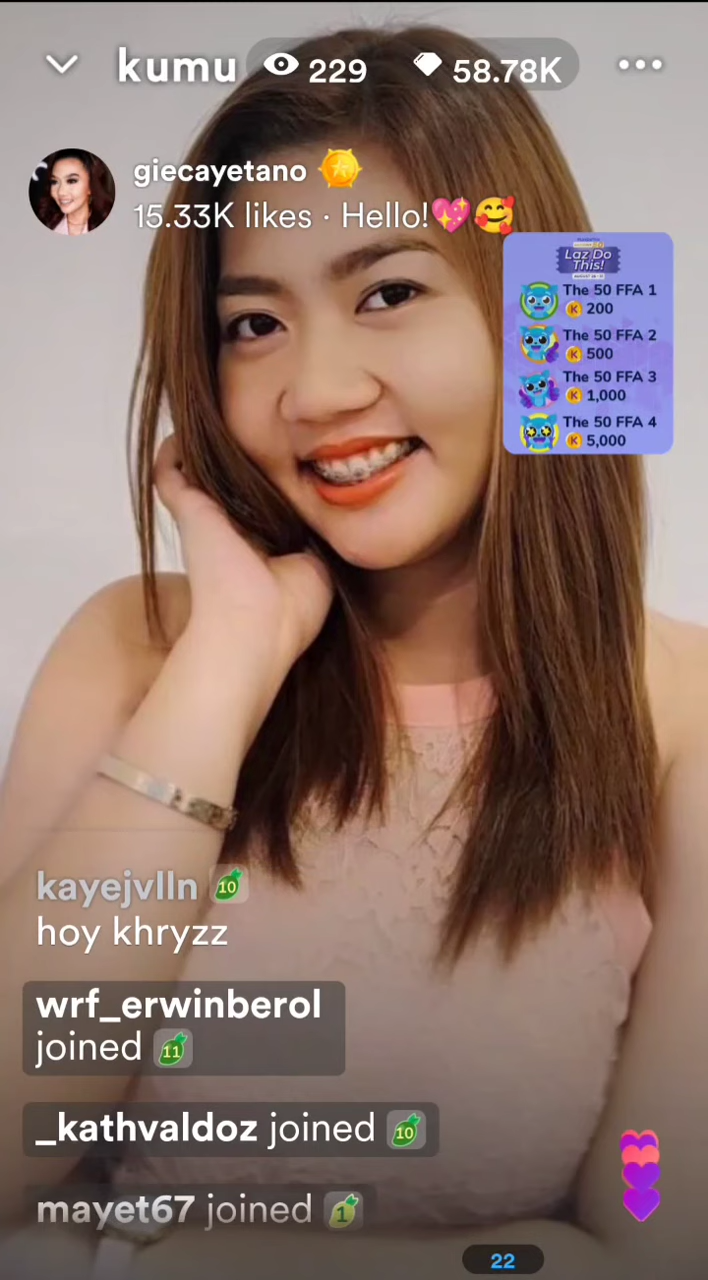 kumu 229 58.78K
giecayetano
15.33K likes · Hello!💖🥰
Laz Do
This!
The 50 FFA 1
K 200
The 50 FFA 2
K 500
The 50 FFA 3
K 1,000
The 50 FFA 4
K 5,000
kayejvlln 10
hoy khryzz
wrf_erwinberol
joined 11
_kathvaldoz joined 10
mayet67 joined 1
22